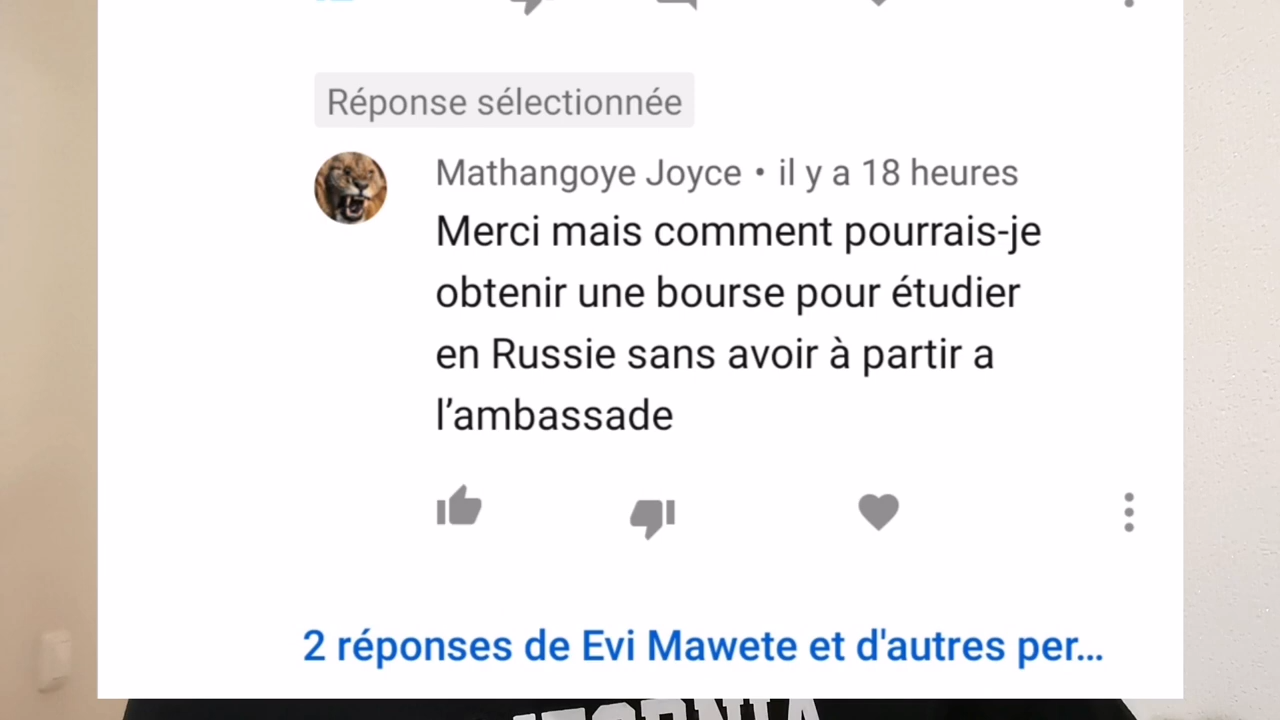 Réponse sélectionnée
Mathangoye Joyce • il y a 18 heures
Merci mais comment pourrais-je
obtenir une bourse pour étudier
en Russie sans avoir à partir a
l’ambassade
2 réponses de Evi Mawete et d'autres per...